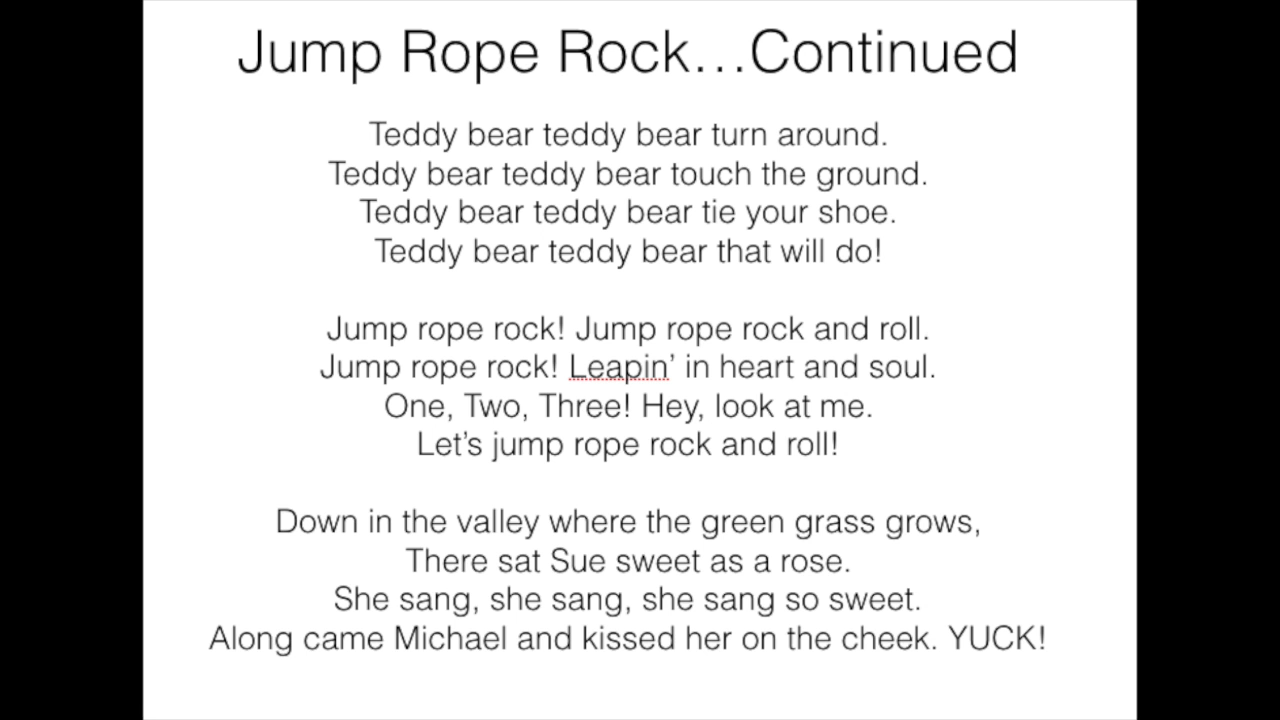 Jump Rope Rock…Continued
Teddy bear teddy bear turn around.
Teddy bear teddy bear touch the ground.
Teddy bear teddy bear tie your shoe.
Teddy bear teddy bear that will do!
Jump rope rock! Jump rope rock and roll.
Jump rope rock! Leapin’ in heart and soul.
One, Two, Three! Hey, look at me.
Let’s jump rope rock and roll!
Down in the valley where the green grass grows,
There sat Sue sweet as a rose.
She sang, she sang, she sang so sweet.
Along came Michael and kissed her on the cheek. YUCK!